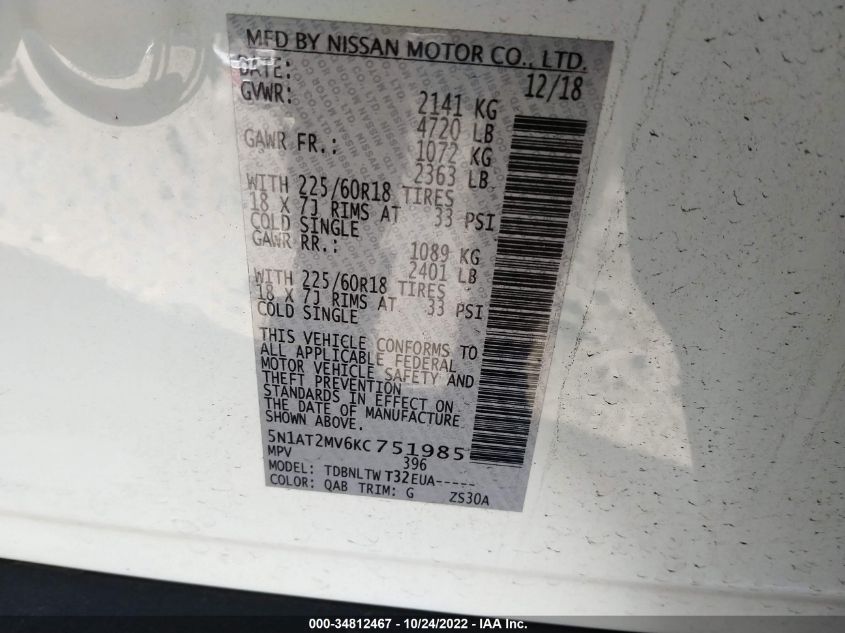 MFD BY NISSAN MOTOR CO., LTD.
DATE: 12/18
GVWR: 2141 KG
4720 LB
GAWR FR.: 1072 KG
2363 LB
WITH 225/60R18 TIRES
18 X 7J RIMS AT 33 PSI
COLD SINGLE
GAWR RR.: 1089 KG
2401 LB
WITH 225/60R18 TIRES
18 X 7J RIMS AT 33 PSI
COLD SINGLE
THIS VEHICLE CONFORMS TO
ALL APPLICABLE FEDERAL
MOTOR VEHICLE SAFETY AND
THEFT PREVENTION
STANDARDS IN EFFECT ON
THE DATE OF MANUFACTURE
SHOWN ABOVE.
5N1AT2MV6KC751985
MPV 396
MODEL: TDBNLTW T32EUA-----
COLOR: QAB TRIM: G ZS30A
000-34812467 - 10/24/2022 - IAA Inc.